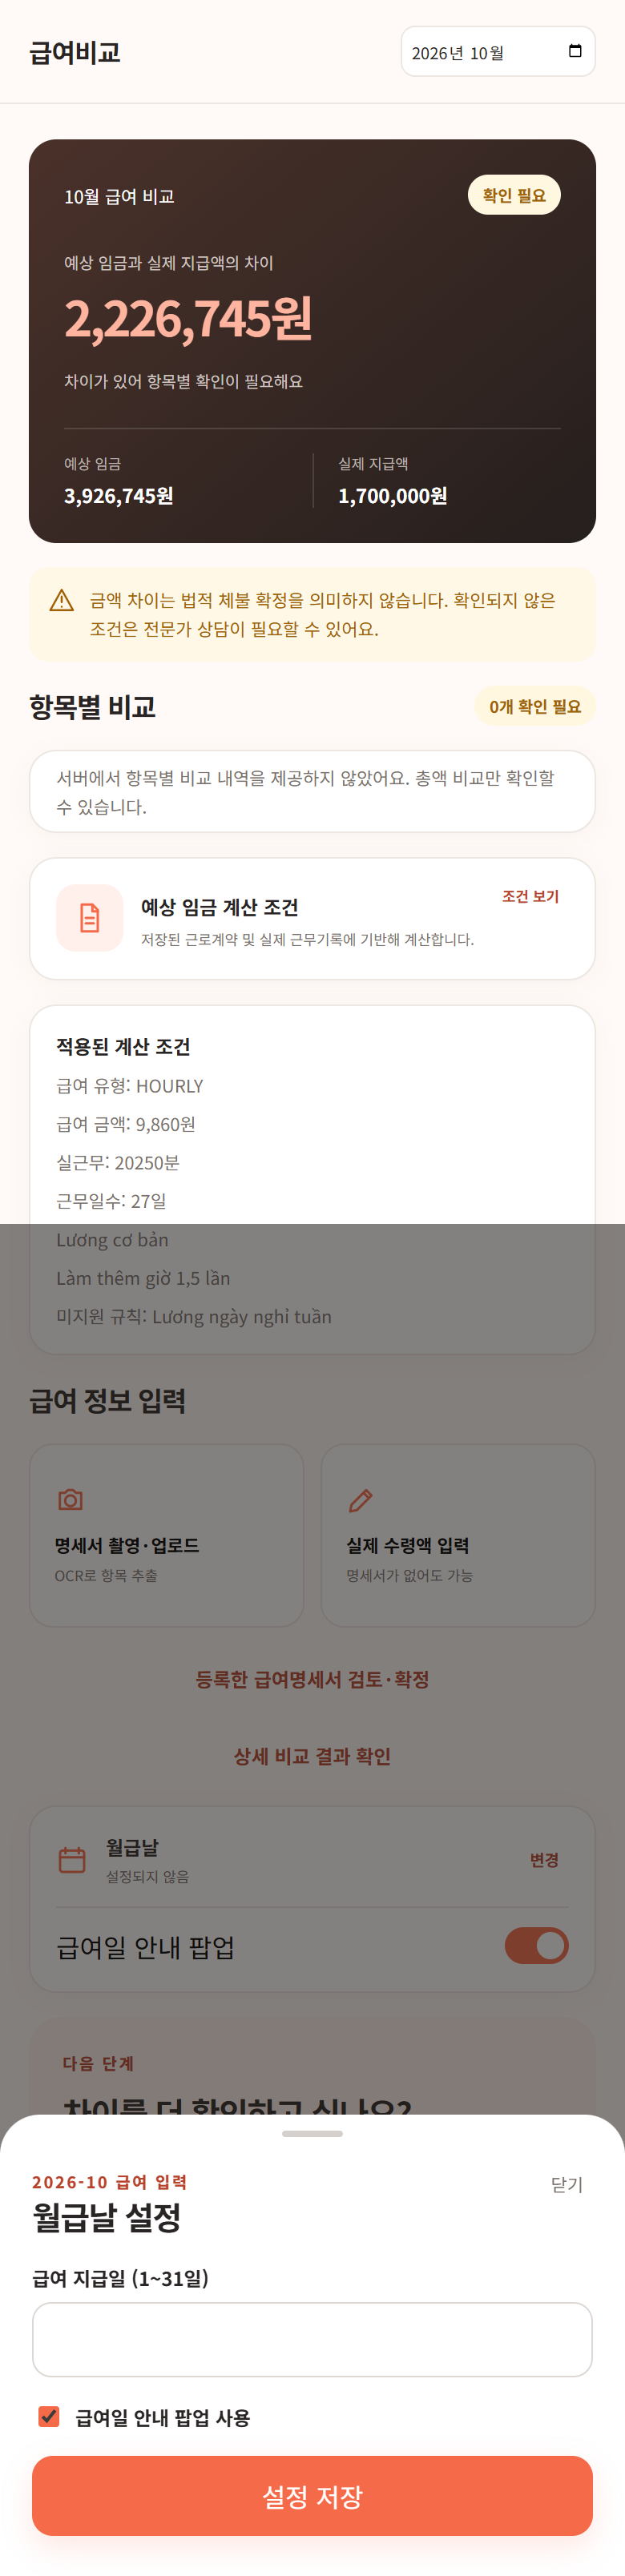 급여비교
2026년 10월
10월 급여 비교
확인 필요
예상 임금과 실제 지급액의 차이
2,226,745원
차이가 있어 항목별 확인이 필요해요
예상 임금
3,926,745원
실제 지급액
1,700,000원
금액 차이는 법적 체불 확정을 의미하지 않습니다. 확인되지 않은
조건은 전문가 상담이 필요할 수 있어요.
항목별 비교
0개 확인 필요
서버에서 항목별 비교 내역을 제공하지 않았어요. 총액 비교만 확인할
수 있습니다.
예상 임금 계산 조건
조건 보기
저장된 근로계약 및 실제 근무기록에 기반해 계산합니다.
적용된 계산 조건
급여 유형: HOURLY
급여 금액: 9,860원
실근무: 20250분
근무일수: 27일
Lương cơ bản
Làm thêm giờ 1,5 lần
미지원 규칙: Lương ngày nghỉ tuần
급여 정보 입력
명세서 촬영·업로드
OCR로 항목 추출
실제 수령액 입력
명세서가 없어도 가능
등록한 급여명세서 검토·확정
상세 비교 결과 확인
월급날
설정되지 않음
변경
급여일 안내 팝업
다음 단계
차이를 더 확인하고 싶나요?
2026-10 급여 입력
닫기
월급날 설정
급여 지급일 (1~31일)
급여일 안내 팝업 사용
설정 저장